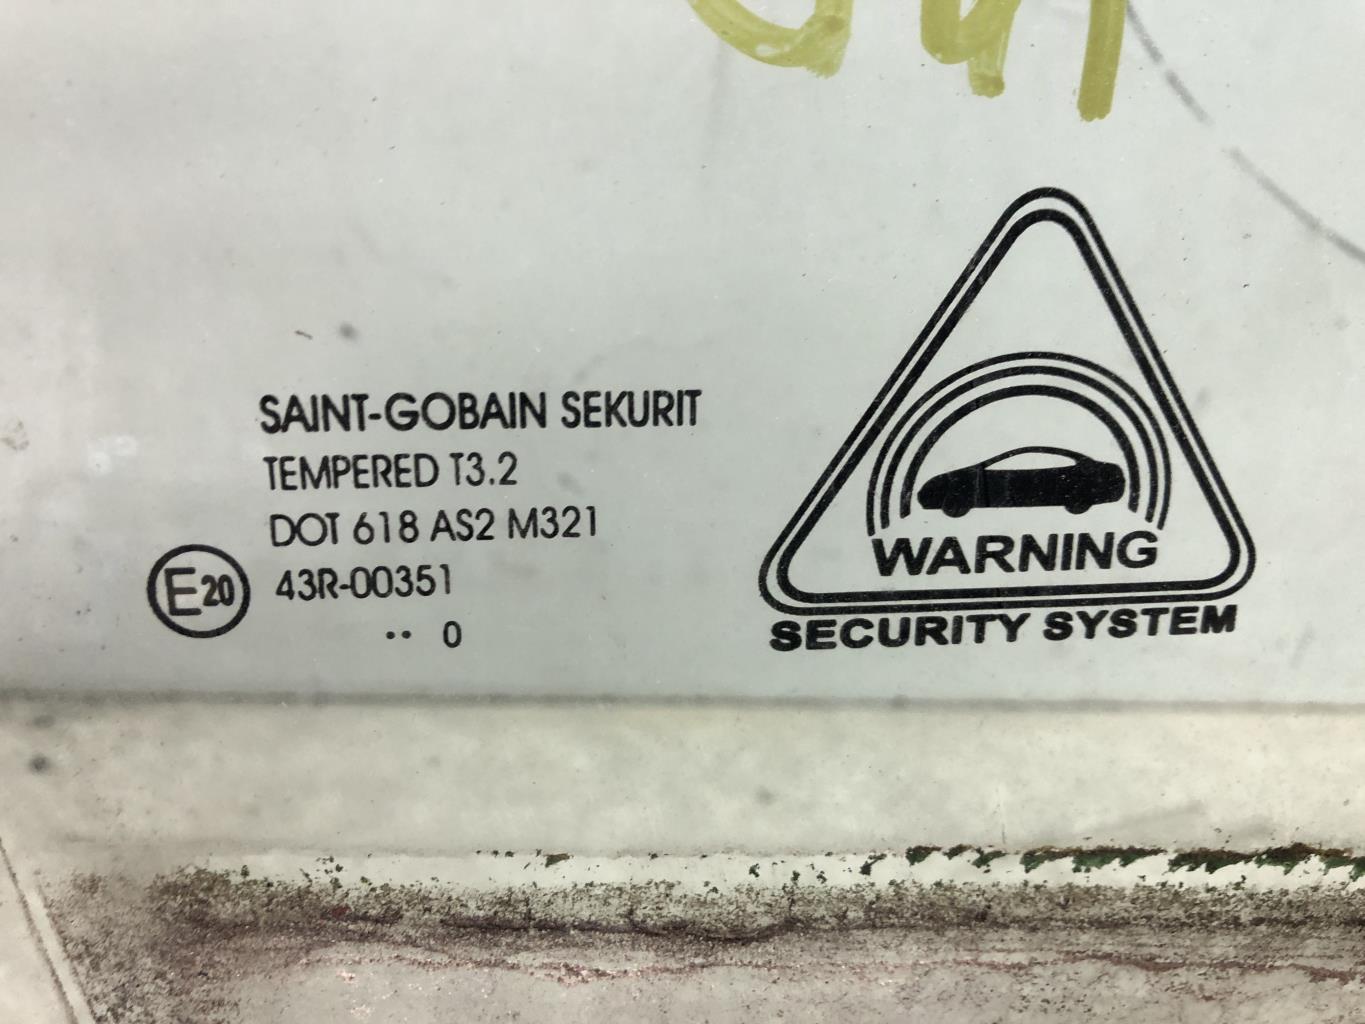 SAINT-GOBAIN SEKURIT
TEMPERED T3.2
DOT 618 AS2 M321
E20 43R-00351
·· 0
WARNING
SECURITY SYSTEM